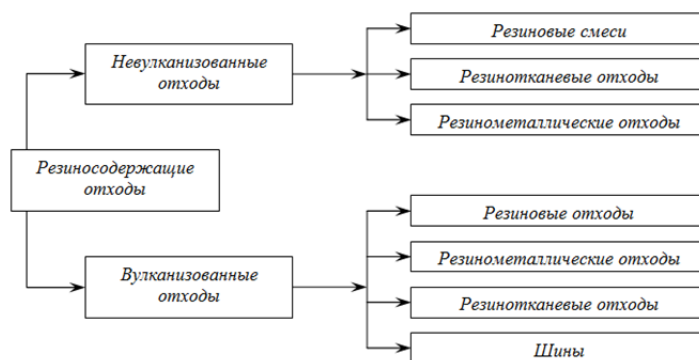 Резиносодержащие
отходы
Невулканизованные
отходы
Резиновые смеси
Резинотканевые отходы
Резинометаллические отходы
Вулканизованные
отходы
Резиновые отходы
Резинометаллические отходы
Резинотканевые отходы
Шины